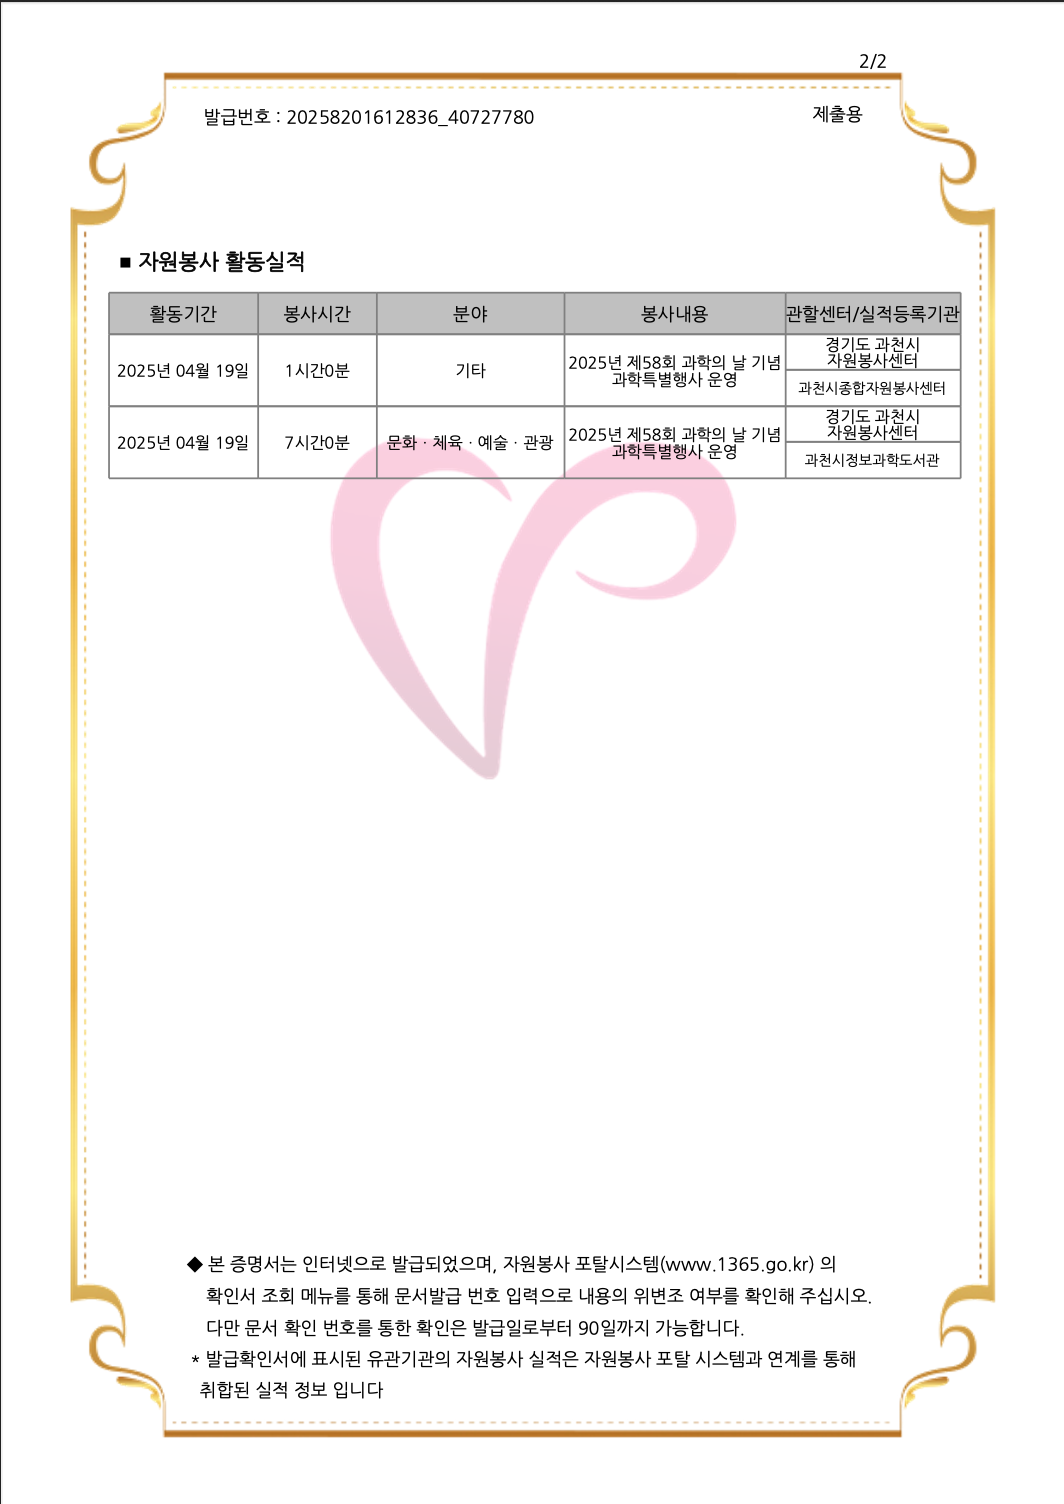 2/2
발급번호 : 20258201612836_40727780
제출용
■ 자원봉사 활동실적
활동기간 봉사시간 분야 봉사내용 관할센터/실적등록기관
2025년 04월 19일 1시간0분 기타 2025년 제58회 과학의 날 기념
과학특별행사 운영
경기도 과천시
자원봉사센터
과천시종합자원봉사센터
2025년 04월 19일 7시간0분 문화 · 체육 · 예술 · 관광 2025년 제58회 과학의 날 기념
과학특별행사 운영
경기도 과천시
자원봉사센터
과천시정보과학도서관
◆ 본 증명서는 인터넷으로 발급되었으며, 자원봉사 포탈시스템(www.1365.go.kr) 의
확인서 조회 메뉴를 통해 문서발급 번호 입력으로 내용의 위변조 여부를 확인해 주십시오.
다만 문서 확인 번호를 통한 확인은 발급일로부터 90일까지 가능합니다.
* 발급확인서에 표시된 유관기관의 자원봉사 실적은 자원봉사 포탈 시스템과 연계를 통해
취합된 실적 정보 입니다